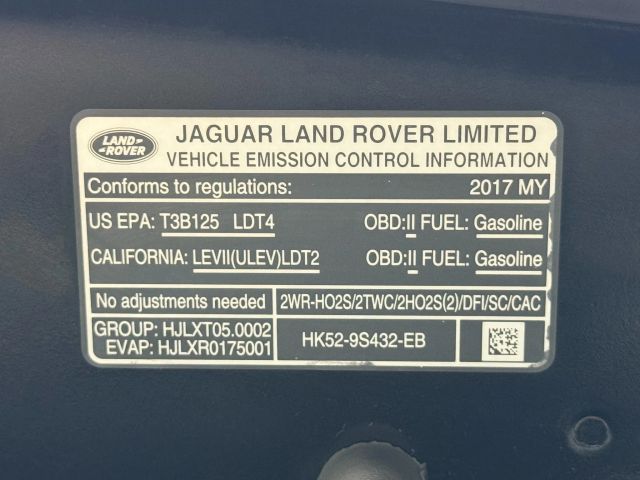 LAND ROVER
JAGUAR LAND ROVER LIMITED
VEHICLE EMISSION CONTROL INFORMATION
Conforms to regulations: 2017 MY
US EPA: T3B125 LDT4 OBD:II FUEL: Gasoline
CALIFORNIA: LEVII(ULEV)LDT2 OBD:II FUEL: Gasoline
No adjustments needed 2WR-HO2S/2TWC/2HO2S(2)/DFI/SC/CAC
GROUP: HJLXT05.0002
EVAP: HJLXR0175001
HK52-9S432-EB